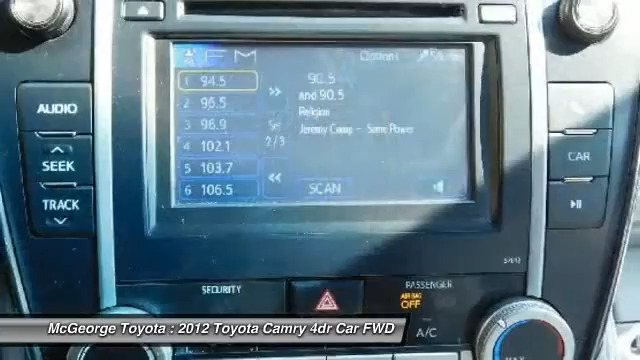 FM
Options
1 94.5
2 96.5
3 96.9
4 102.1
5 103.7
6 106.5
Set
2/3
90.5
and 90.5
Religion
Jeremy Camp - Same Power
SCAN
AUDIO
SEEK
TRACK
CAR
57043
SECURITY
PASSENGER
AIR BAG
OFF
A/C
McGeorge Toyota : 2012 Toyota Camry 4dr Car FWD